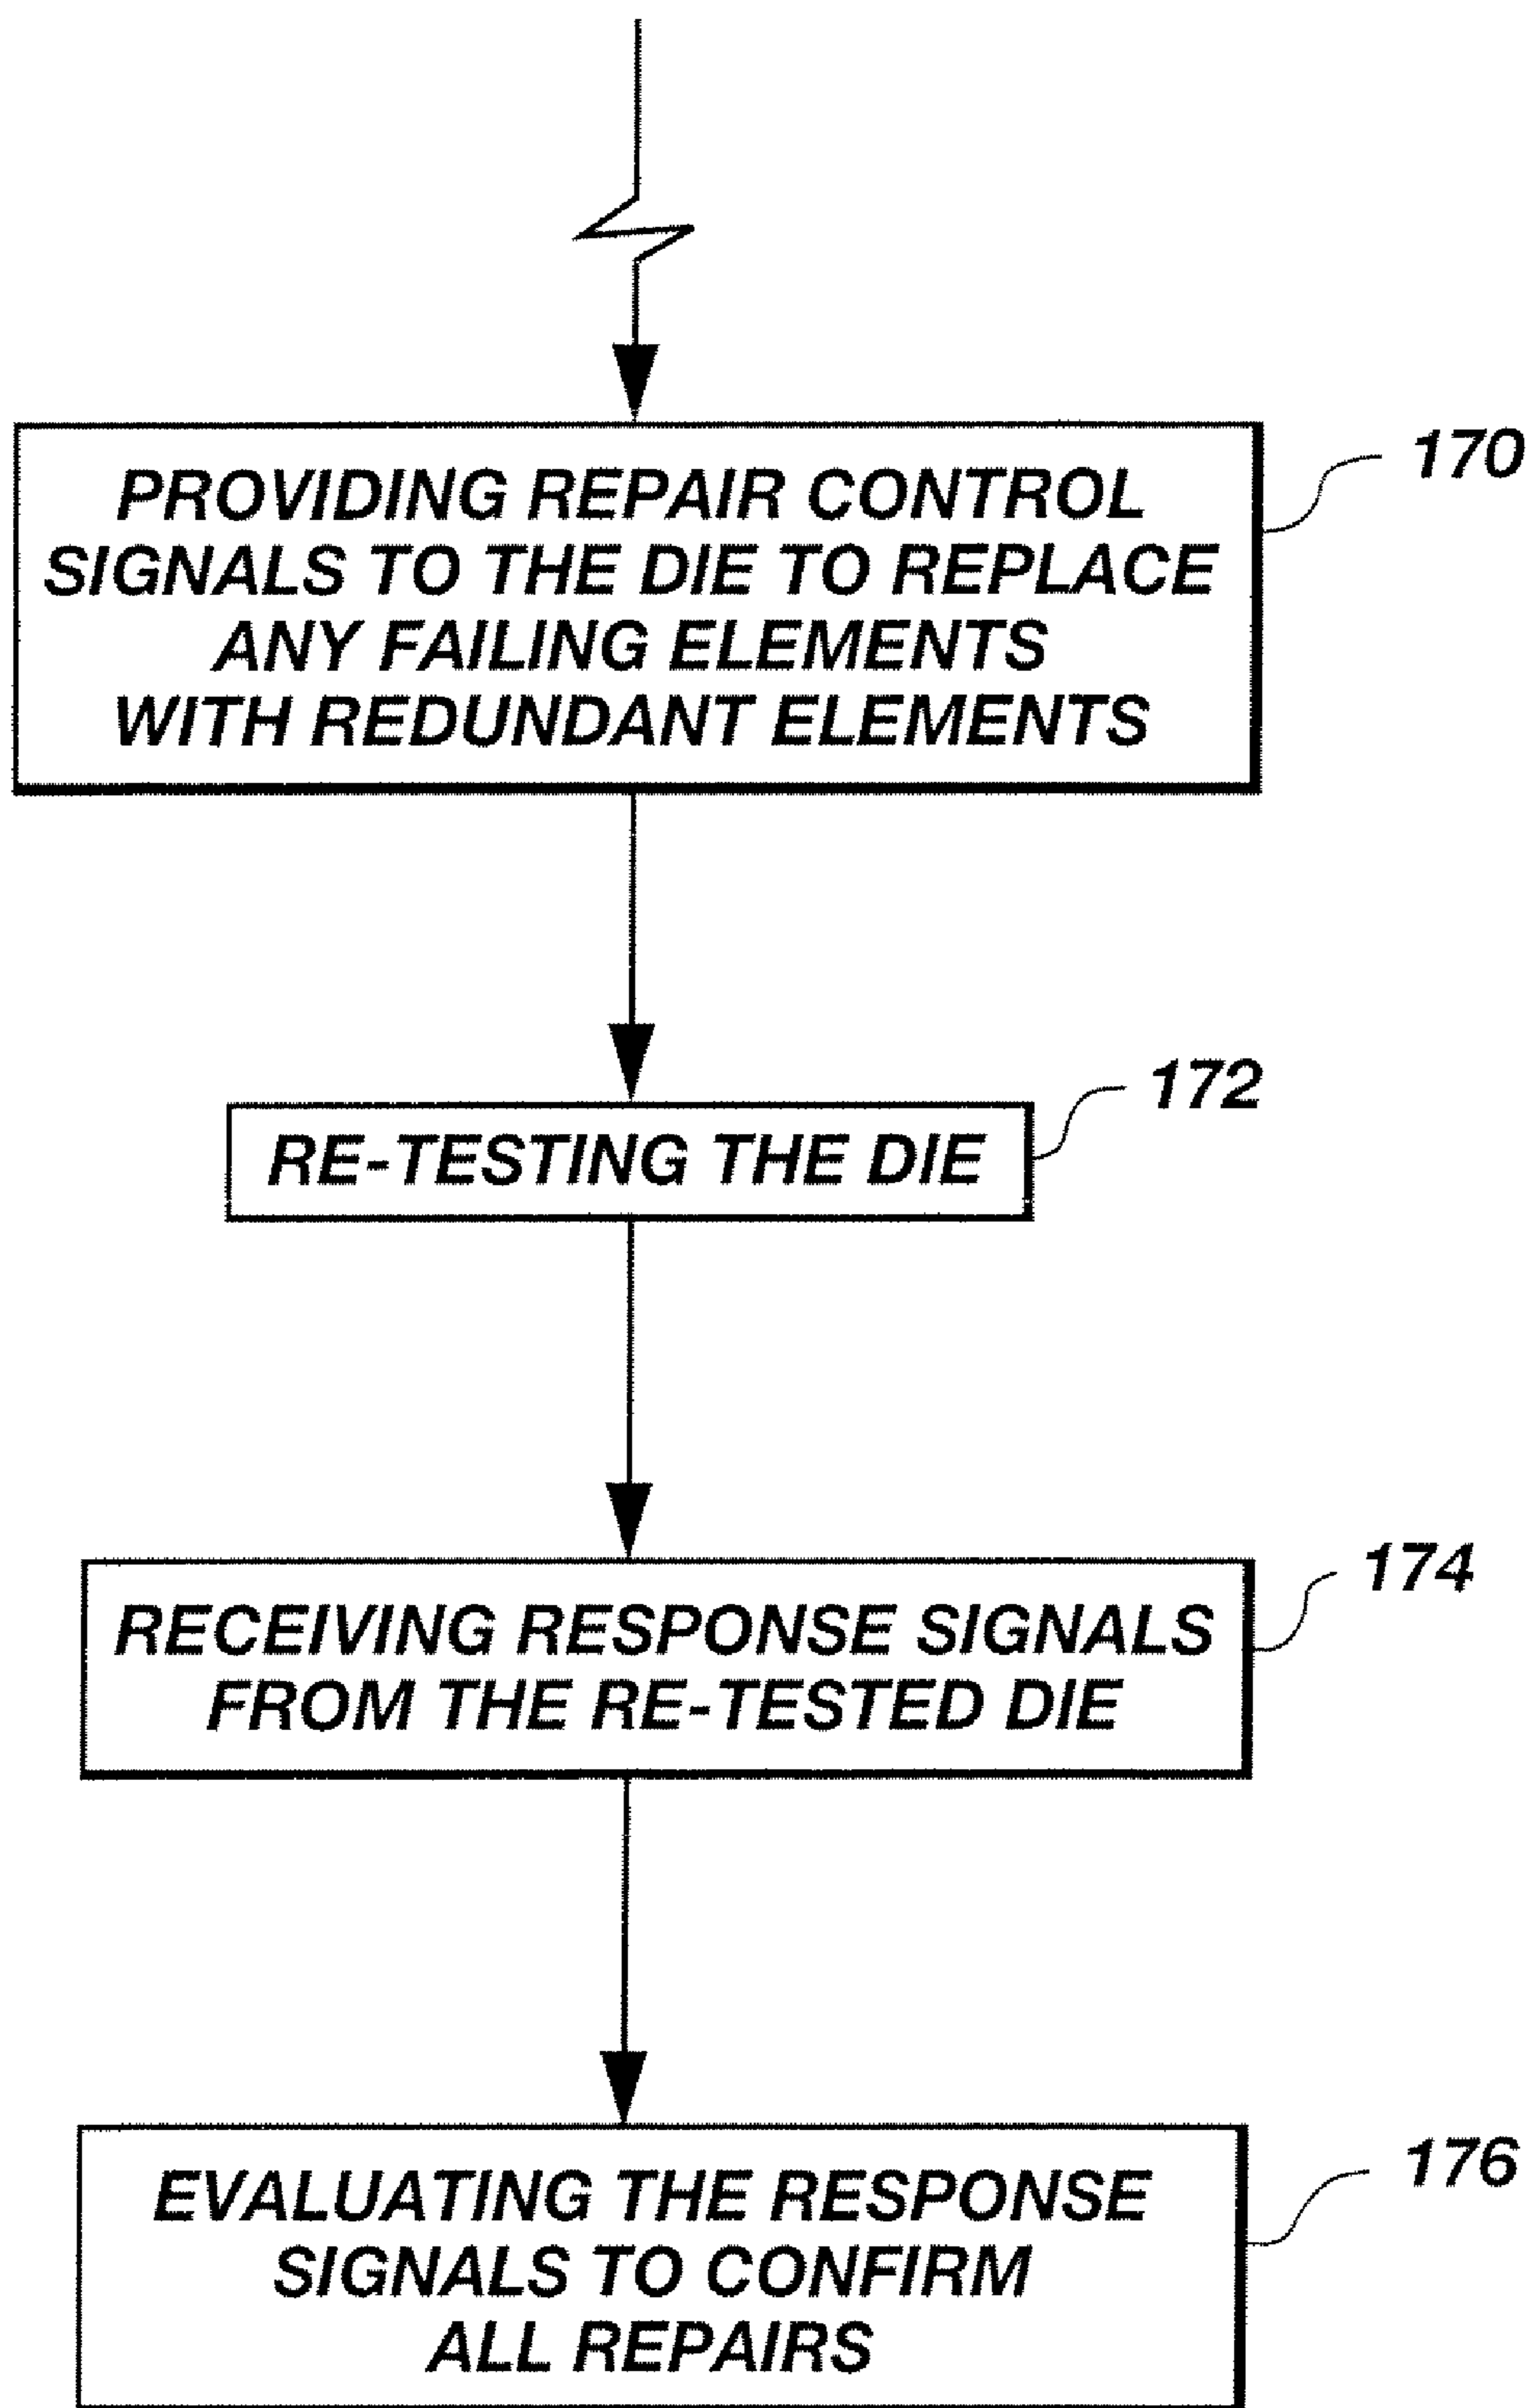 PROVIDING REPAIR CONTROL
SIGNALS TO THE DIE TO REPLACE
ANY FAILING ELEMENTS
WITH REDUNDANT ELEMENTS
170
RE-TESTING THE DIE
172
RECEIVING RESPONSE SIGNALS
FROM THE RE-TESTED DIE
174
EVALUATING THE RESPONSE
SIGNALS TO CONFIRM
ALL REPAIRS
176